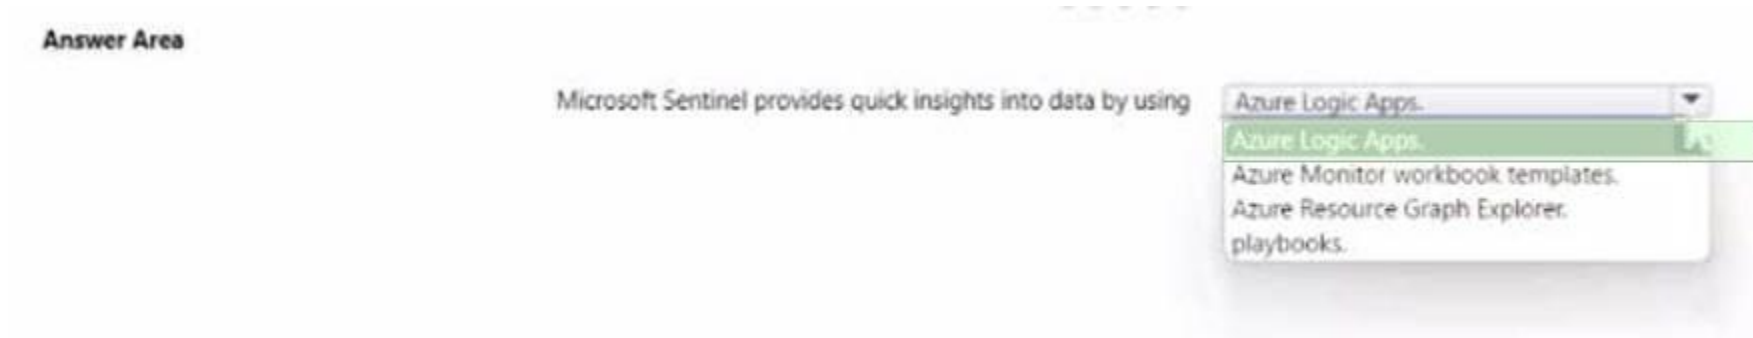 Answer Area
Microsoft Sentinel provides quick insights into data by using
Azure Logic Apps.
Azure Logic Apps.
Azure Monitor workbook templates.
Azure Resource Graph Explorer.
playbooks.